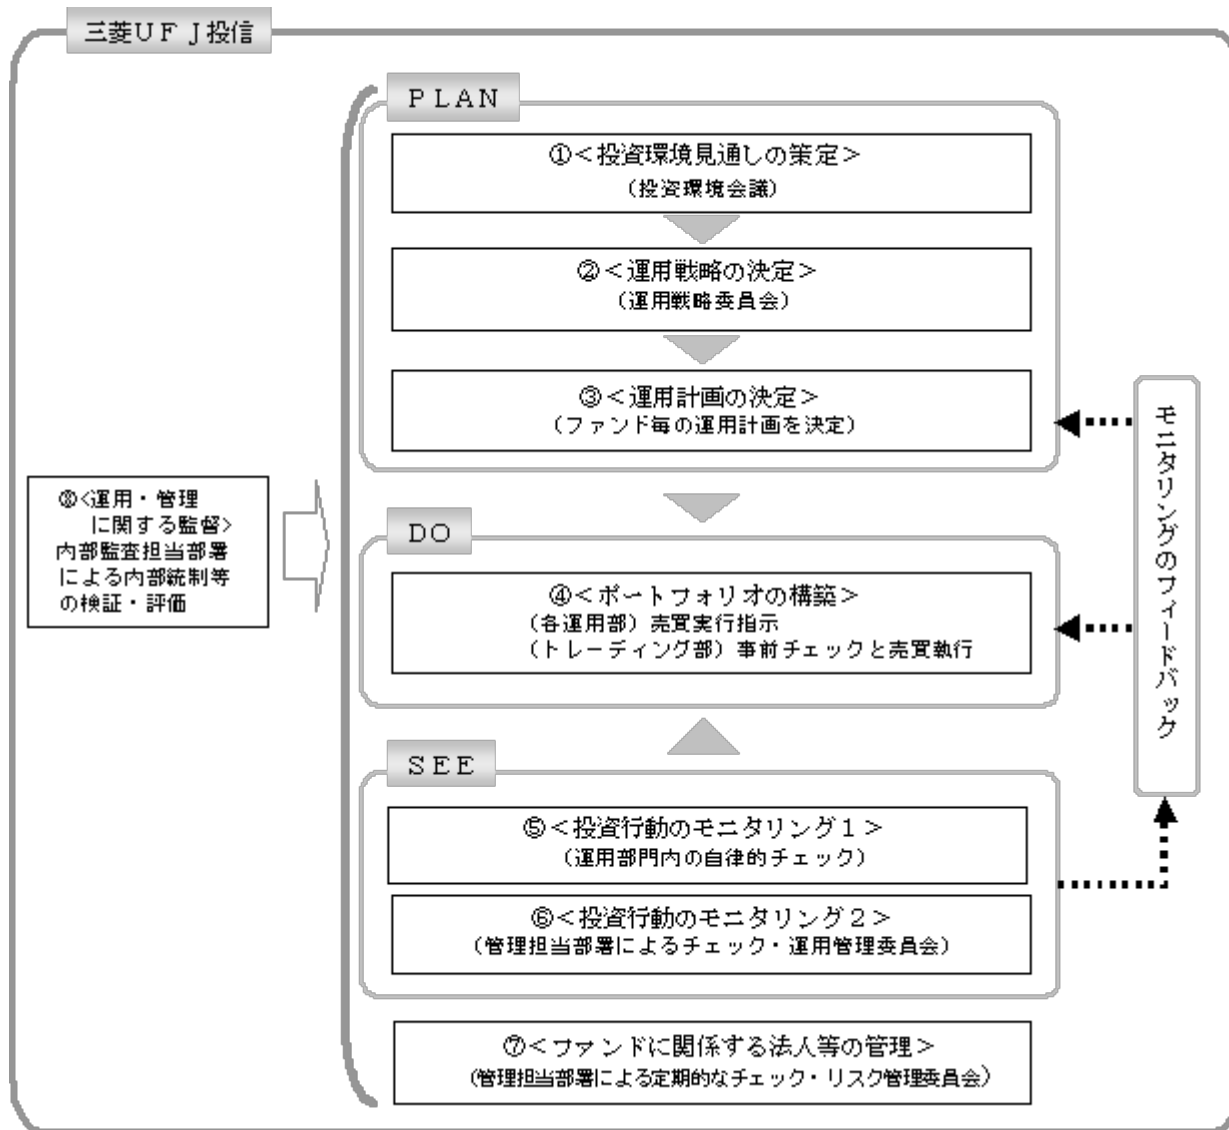 三菱ＵＦＪ投信
ＰＬＡＮ
①＜投資環境見通しの策定＞
（投資環境会議）
②＜運用戦略の決定＞
（運用戦略委員会）
③＜運用計画の決定＞
（ファンド毎の運用計画を決定）
モニタリングのフィードバック
⑧＜運用・管理
に関する監督＞
内部監査担当部署
による内部統制等
の検証・評価
ＤＯ
④＜ポートフォリオの構築＞
（各運用部）売買実行指示
（トレーディング部）事前チェックと売買執行
ＳＥＥ
⑤＜投資行動のモニタリング１＞
（運用部門内の自律的チェック）
⑥＜投資行動のモニタリング２＞
（管理担当部署によるチェック・運用管理委員会）
⑦＜ファンドに関係する法人等の管理＞
（管理担当部署による定期的なチェック・リスク管理委員会）